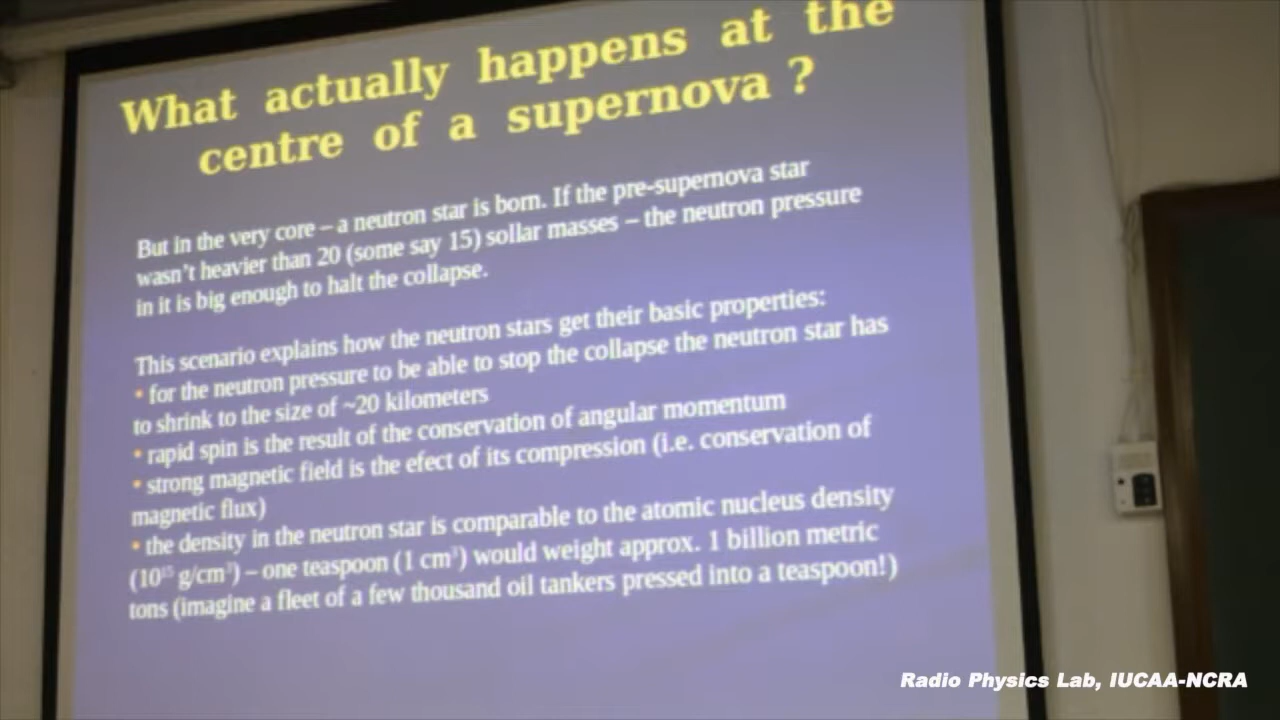 What actually happens at the
centre of a supernova ?
But in the very core – a neutron star is born. If the pre-supernova star
wasn't heavier than 20 (some say 15) sollar masses – the neutron pressure
in it is big enough to halt the collapse.
This scenario explains how the neutron stars get their basic properties:
• for the neutron pressure to be able to stop the collapse the neutron star has
to shrink to the size of ~20 kilometers
• rapid spin is the result of the conservation of angular momentum
• strong magnetic field is the efect of its compression (i.e. conservation of
magnetic flux)
• the density in the neutron star is comparable to the atomic nucleus density
(10¹⁵ g/cm³) – one teaspoon (1 cm³) would weight approx. 1 billion metric
tons (imagine a fleet of a few thousand oil tankers pressed into a teaspoon!)
Radio Physics Lab, IUCAA-NCRA